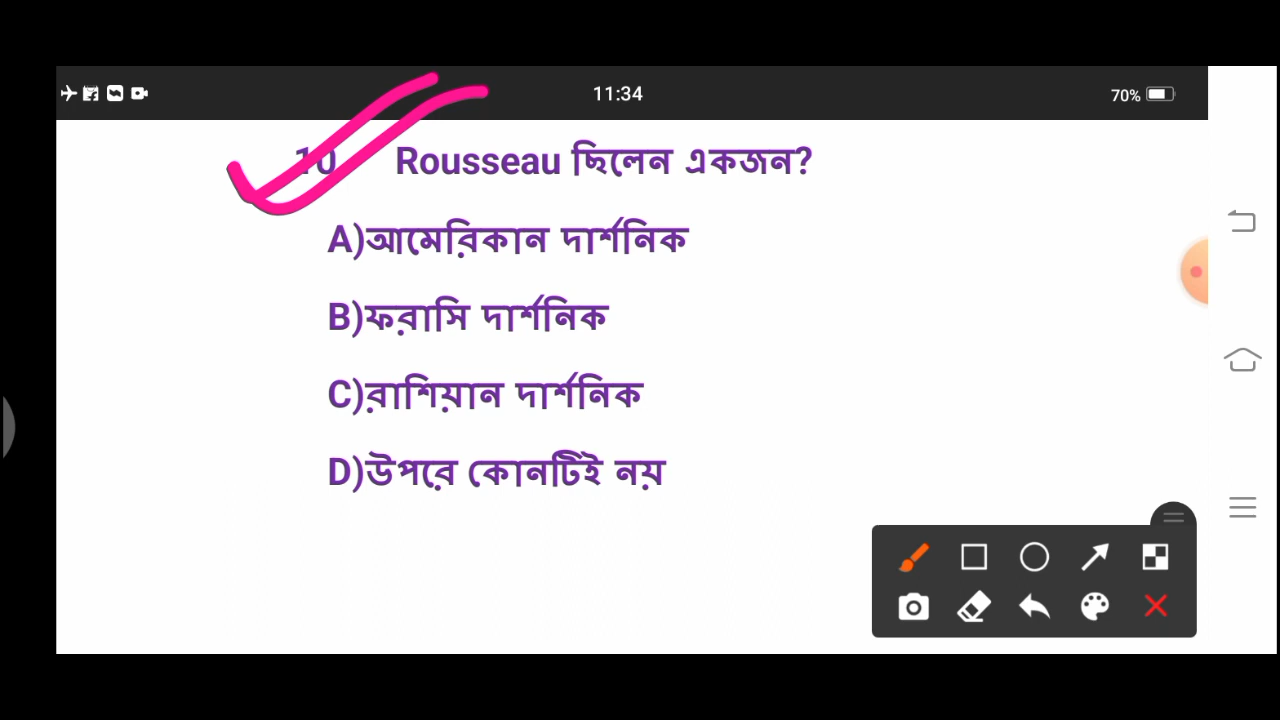 11:34
70%
10 Rousseau ছিলেন একজন?
A)আমেরিকান দার্শনিক
B)ফরাসি দার্শনিক
C)রাশিয়ান দার্শনিক
D)উপরে কোনটিই নয়